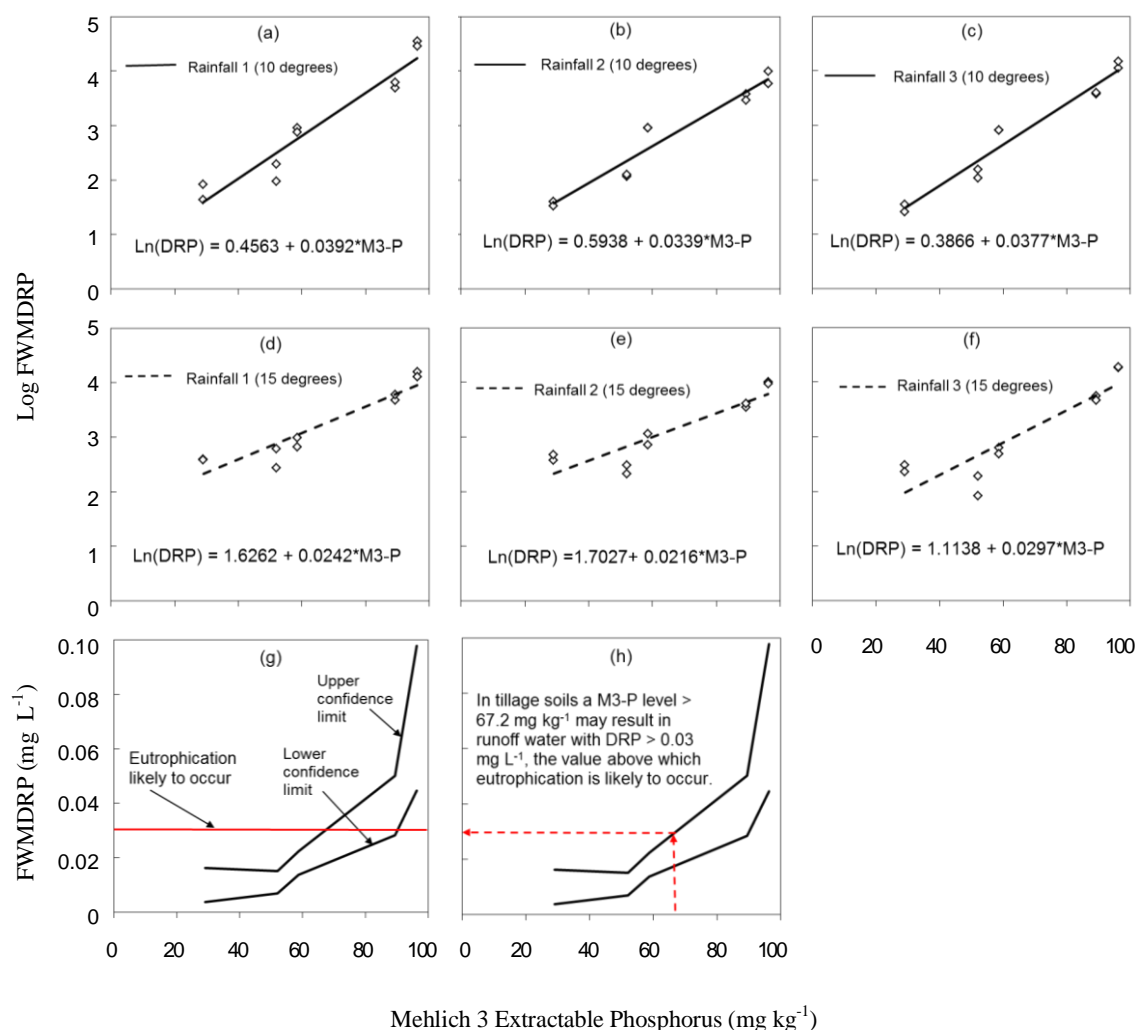 5
4
3
2
1
0
(a)
Rainfall 1 (10 degrees)
Ln(DRP) = 0.4563 + 0.0392*M3-P
(b)
Rainfall 2 (10 degrees)
Ln(DRP) = 0.5938 + 0.0339*M3-P
(c)
Rainfall 3 (10 degrees)
Ln(DRP) = 0.3866 + 0.0377*M3-P
Log FWMDRP
5
4
3
2
1
0
(d)
Rainfall 1 (15 degrees)
Ln(DRP) = 1.6262 + 0.0242*M3-P
(e)
Rainfall 2 (15 degrees)
Ln(DRP) =1.7027+ 0.0216*M3-P
(f)
Rainfall 3 (15 degrees)
Ln(DRP) = 1.1138 + 0.0297*M3-P
0 20 40 60 80 100
FWMDRP (mg L⁻¹)
0.10
0.08
0.06
0.04
0.02
0
(g)
Upper
confidence
limit
Eutrophication
likely to occur
Lower
confidence
limit
0 20 40 60 80 100
(h)
In tillage soils a M3-P level >
67.2 mg kg⁻¹ may result in
runoff water with DRP > 0.03
mg L⁻¹, the value above which
eutrophication is likely to occur.
0 20 40 60 80 100
Mehlich 3 Extractable Phosphorus (mg kg⁻¹)